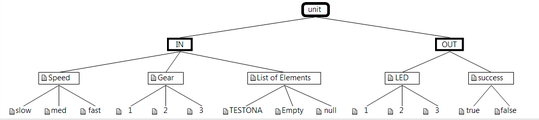 unit
IN OUT
Speed Gear List of Elements LED success
slow med fast 1 2 3 TESTONA Empty null 1 2 3 true false